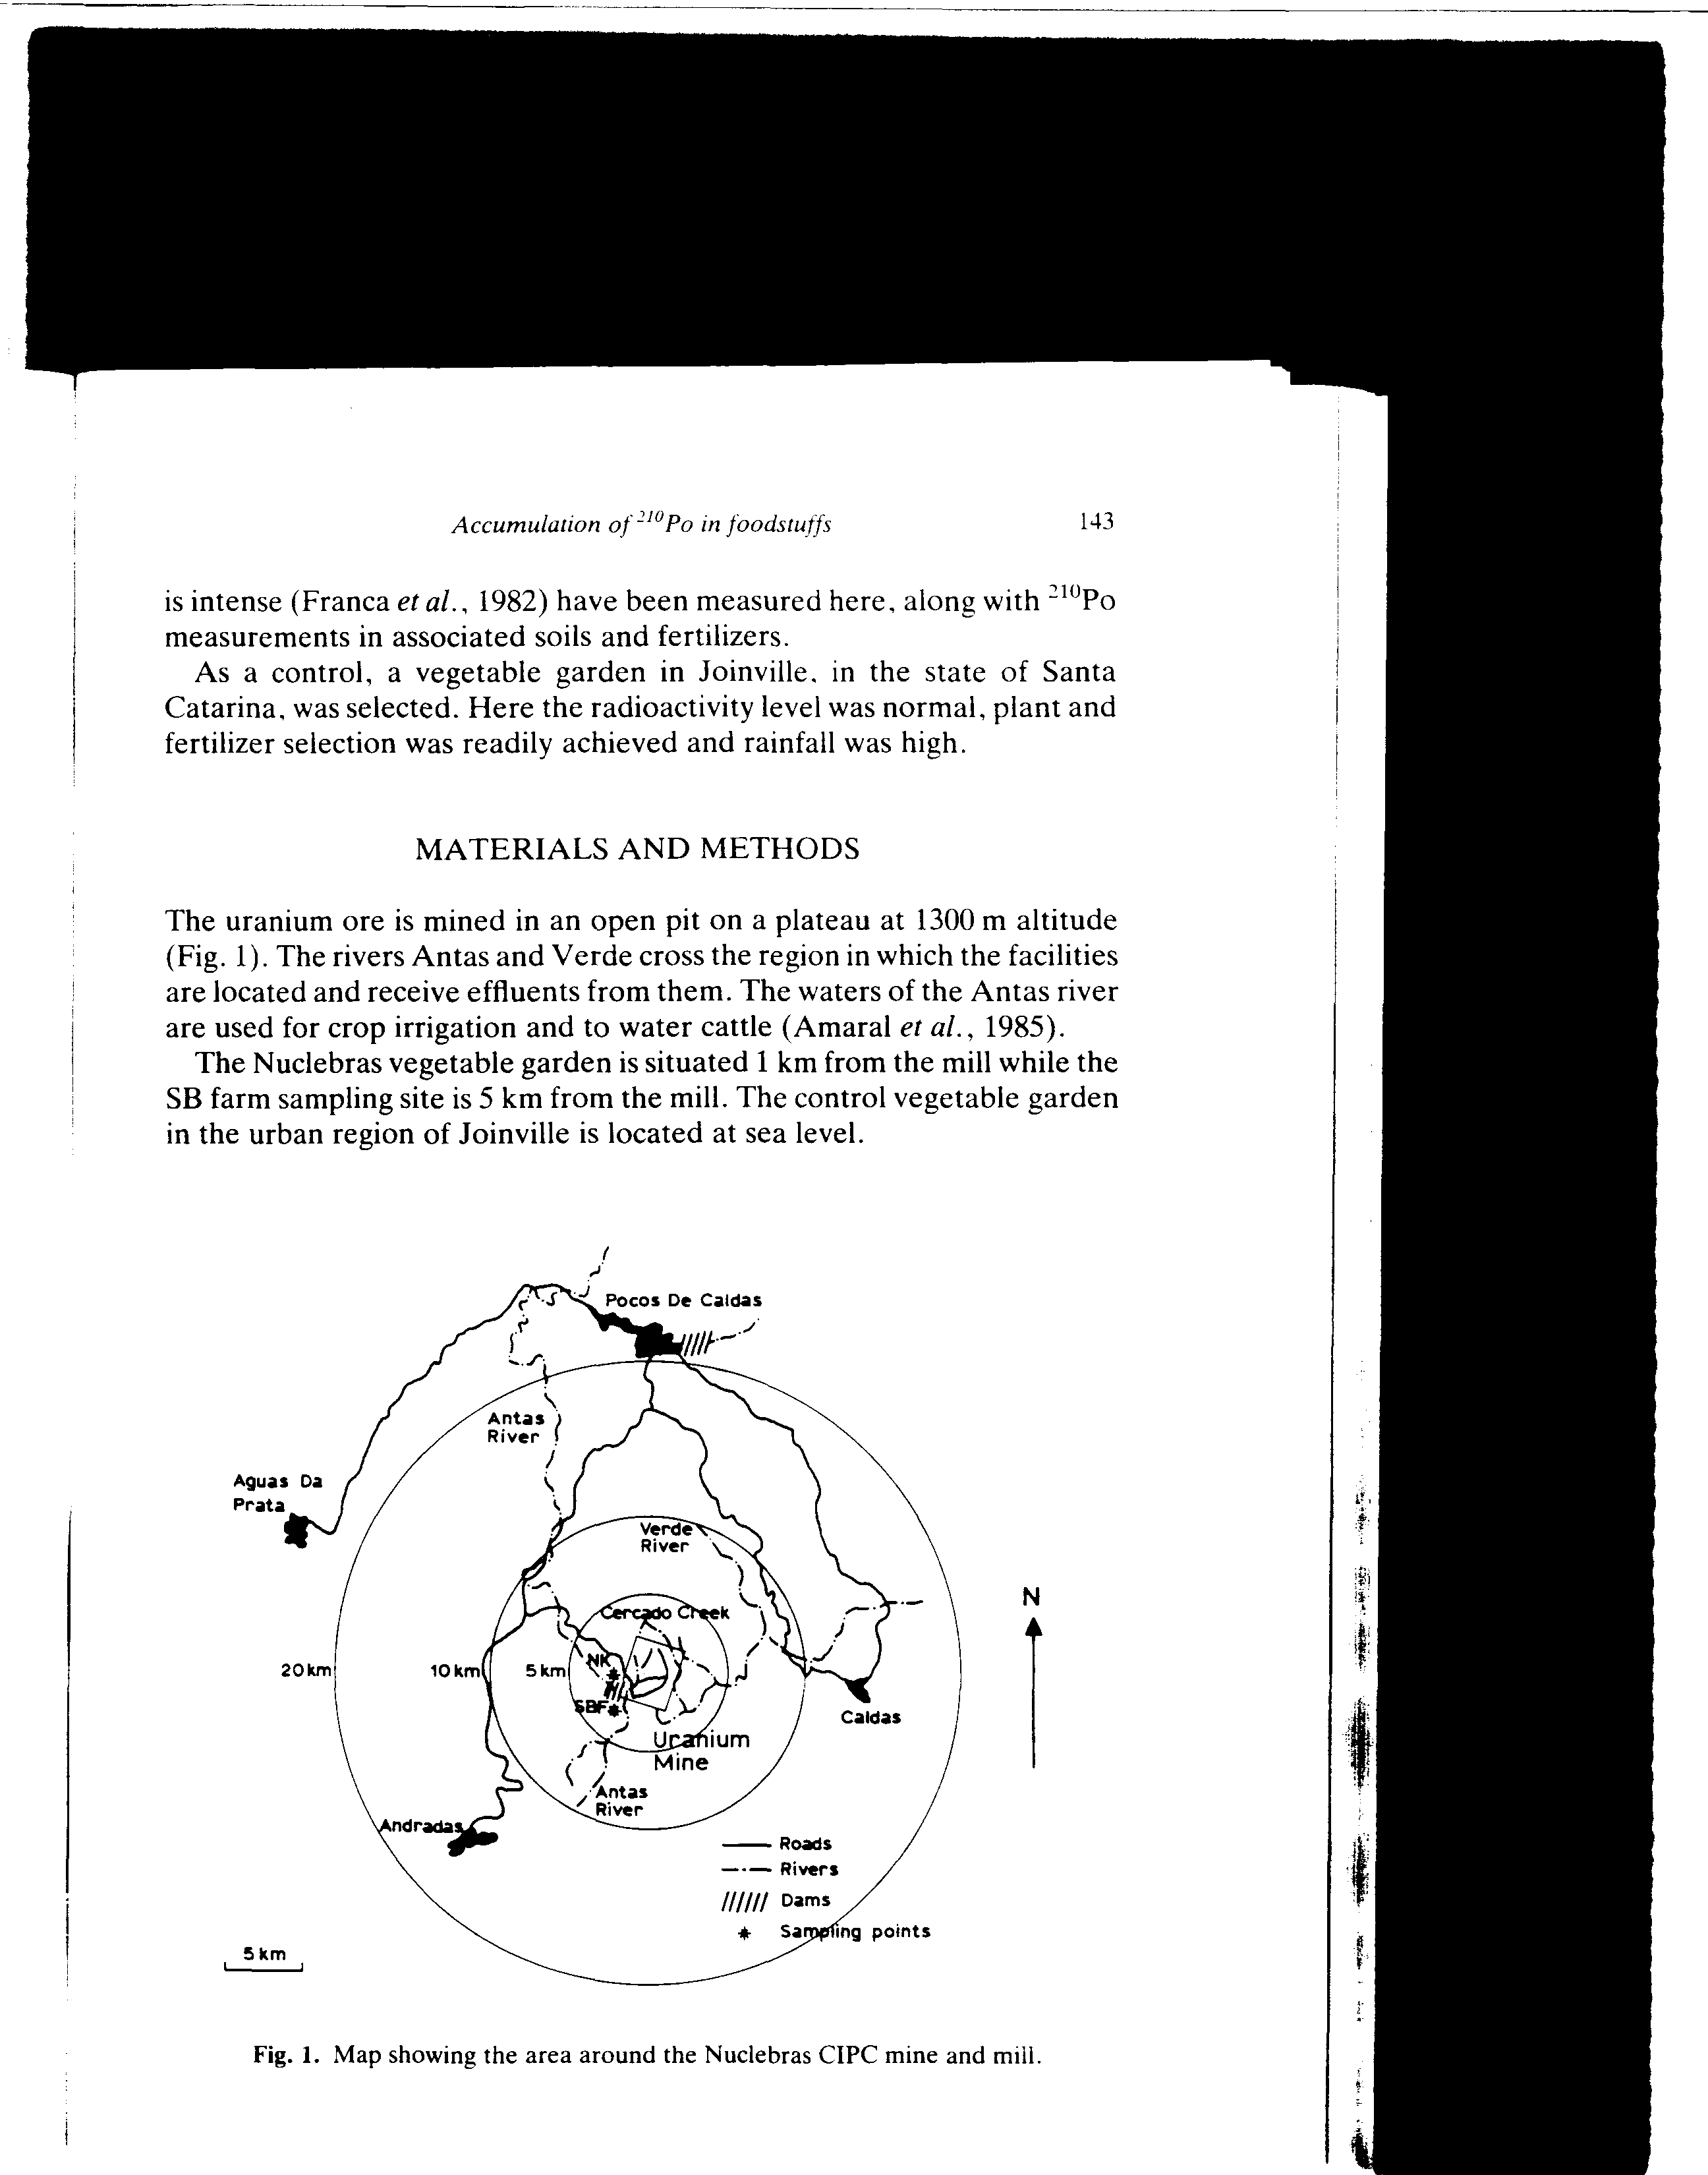 Accumulation of ²¹⁰Po in foodstuffs 143
is intense (Franca et al., 1982) have been measured here, along with ²¹⁰Po
measurements in associated soils and fertilizers.
As a control, a vegetable garden in Joinville, in the state of Santa
Catarina, was selected. Here the radioactivity level was normal, plant and
fertilizer selection was readily achieved and rainfall was high.
MATERIALS AND METHODS
The uranium ore is mined in an open pit on a plateau at 1300 m altitude
(Fig. 1). The rivers Antas and Verde cross the region in which the facilities
are located and receive effluents from them. The waters of the Antas river
are used for crop irrigation and to water cattle (Amaral et al., 1985).
The Nuclebras vegetable garden is situated 1 km from the mill while the
SB farm sampling site is 5 km from the mill. The control vegetable garden
in the urban region of Joinville is located at sea level.
Pocos De Caldas
Antas
River
Aguas Da
Prata
Verde
River
Cercado Creek
N
20 km
10 km
5 km
NK
SBF
Caldas
Uranium
Mine
Antas
River
Andradas
Roads
Rivers
Dams
Sampling points
5 km
Fig. 1. Map showing the area around the Nuclebras CIPC mine and mill.